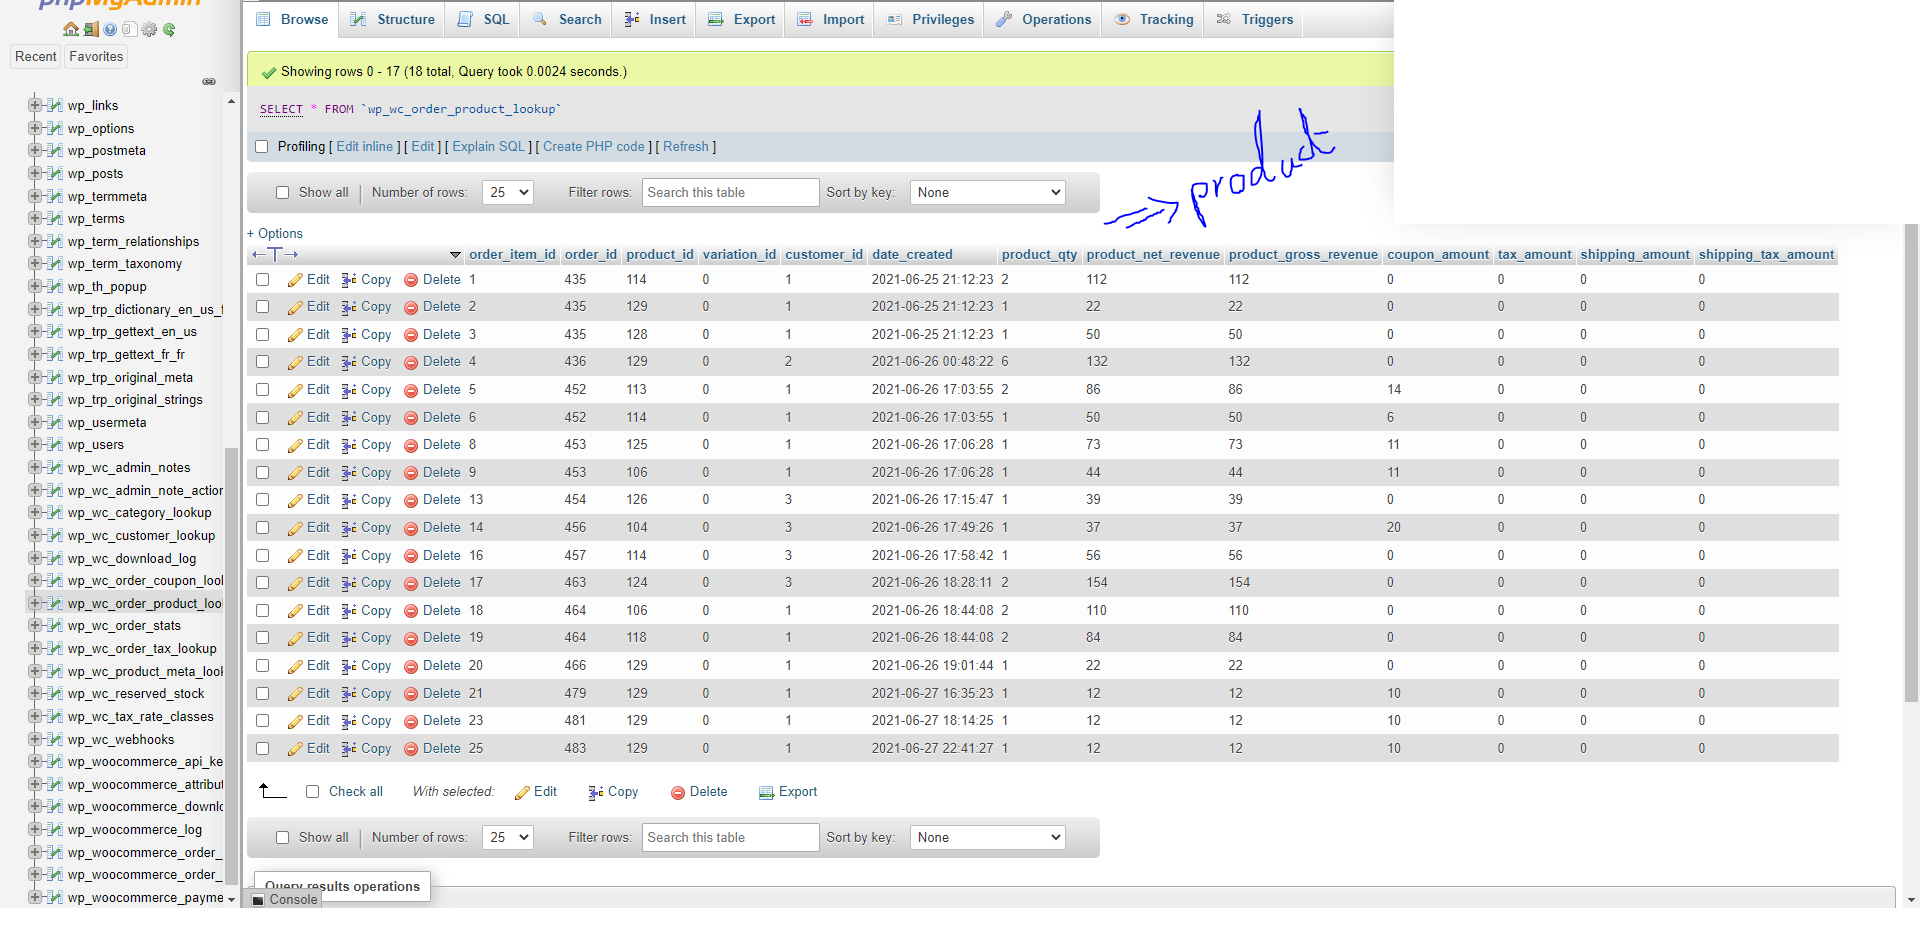 phpMyAdmin
Browse Structure SQL Search Insert Export Import Privileges Operations Tracking Triggers
Recent Favorites
Showing rows 0 - 17 (18 total, Query took 0.0024 seconds.)
SELECT * FROM `wp_wc_order_product_lookup`
Profiling [ Edit inline ] [ Edit ] [ Explain SQL ] [ Create PHP code ] [ Refresh ]
Show all Number of rows: 25 Filter rows: Search this table Sort by key: None
⇒ product
+ Options
wp_links
wp_options
wp_postmeta
wp_posts
wp_termmeta
wp_terms
wp_term_relationships
wp_term_taxonomy
wp_th_popup
wp_trp_dictionary_en_us_f
wp_trp_gettext_en_us
wp_trp_gettext_fr_fr
wp_trp_original_meta
wp_trp_original_strings
wp_usermeta
wp_users
wp_wc_admin_notes
wp_wc_admin_note_action
wp_wc_category_lookup
wp_wc_customer_lookup
wp_wc_download_log
wp_wc_order_coupon_look
wp_wc_order_product_look
wp_wc_order_stats
wp_wc_order_tax_lookup
wp_wc_product_meta_look
wp_wc_reserved_stock
wp_wc_tax_rate_classes
wp_wc_webhooks
wp_woocommerce_api_ke
wp_woocommerce_attribut
wp_woocommerce_downlo
wp_woocommerce_log
wp_woocommerce_order_
wp_woocommerce_order_
wp_woocommerce_payme
←T→ order_item_id order_id product_id variation_id customer_id date_created product_qty product_net_revenue product_gross_revenue coupon_amount tax_amount shipping_amount shipping_tax_amount
Edit Copy Delete 1 435 114 0 1 2021-06-25 21:12:23 2 112 112 0 0 0 0
Edit Copy Delete 2 435 129 0 1 2021-06-25 21:12:23 1 22 22 0 0 0 0
Edit Copy Delete 3 435 128 0 1 2021-06-25 21:12:23 1 50 50 0 0 0 0
Edit Copy Delete 4 436 129 0 2 2021-06-26 00:48:22 6 132 132 0 0 0 0
Edit Copy Delete 5 452 113 0 1 2021-06-26 17:03:55 2 86 86 14 0 0 0
Edit Copy Delete 6 452 114 0 1 2021-06-26 17:03:55 1 50 50 6 0 0 0
Edit Copy Delete 8 453 125 0 1 2021-06-26 17:06:28 1 73 73 11 0 0 0
Edit Copy Delete 9 453 106 0 1 2021-06-26 17:06:28 1 44 44 11 0 0 0
Edit Copy Delete 13 454 126 0 3 2021-06-26 17:15:47 1 39 39 0 0 0 0
Edit Copy Delete 14 456 104 0 3 2021-06-26 17:49:26 1 37 37 20 0 0 0
Edit Copy Delete 16 457 114 0 3 2021-06-26 17:58:42 1 56 56 0 0 0 0
Edit Copy Delete 17 463 124 0 3 2021-06-26 18:28:11 2 154 154 0 0 0 0
Edit Copy Delete 18 464 106 0 1 2021-06-26 18:44:08 2 110 110 0 0 0 0
Edit Copy Delete 19 464 118 0 1 2021-06-26 18:44:08 2 84 84 0 0 0 0
Edit Copy Delete 20 466 129 0 1 2021-06-26 19:01:44 1 22 22 0 0 0 0
Edit Copy Delete 21 479 129 0 1 2021-06-27 16:35:23 1 12 12 10 0 0 0
Edit Copy Delete 23 481 129 0 1 2021-06-27 18:14:25 1 12 12 10 0 0 0
Edit Copy Delete 25 483 129 0 1 2021-06-27 22:41:27 1 12 12 10 0 0 0
Check all With selected: Edit Copy Delete Export
Show all Number of rows: 25 Filter rows: Search this table Sort by key: None
Query results operations
Console